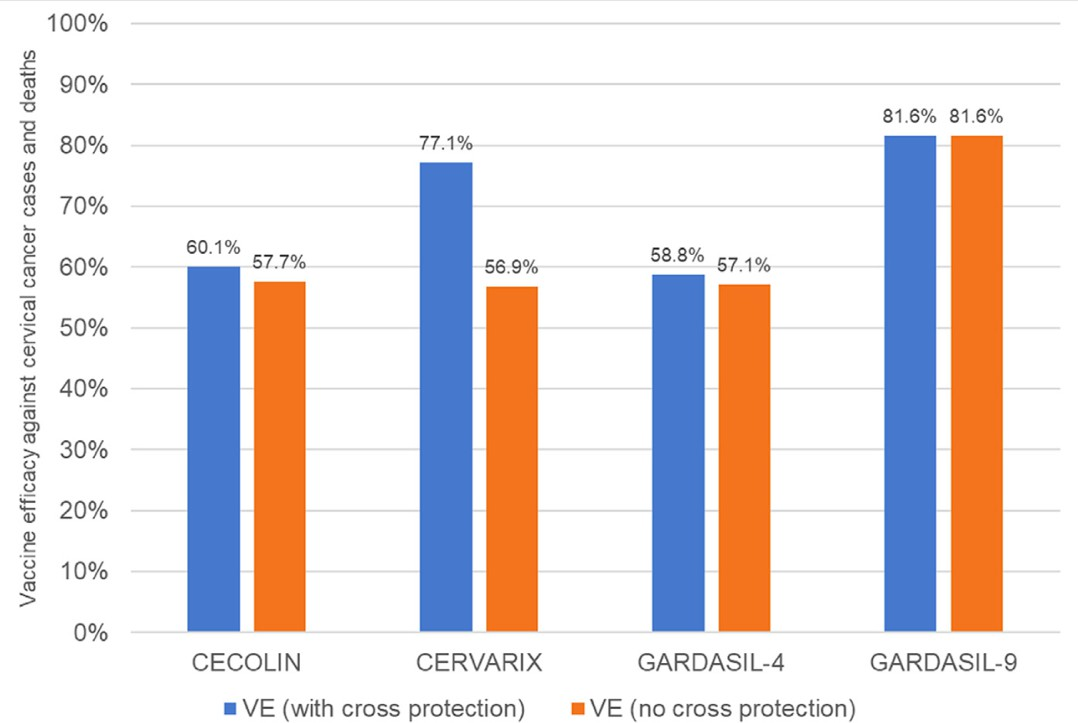 Vaccine efficacy against cervical cancer cases and deaths
100%
90%
80%
70%
60%
50%
40%
30%
20%
10%
0%
60.1%
57.7%
77.1%
56.9%
58.8%
57.1%
81.6%
81.6%
CECOLIN
CERVARIX
GARDASIL-4
GARDASIL-9
VE (with cross protection)
VE (no cross protection)